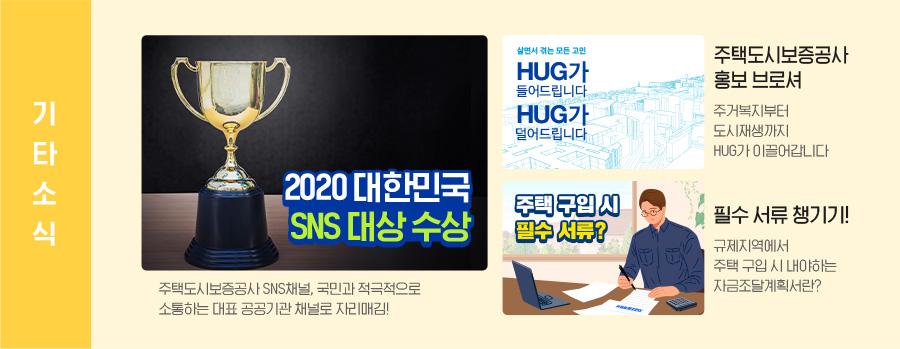 기타소식
2020 대한민국
SNS 대상 수상
주택도시보증공사 SNS채널, 국민과 적극적으로
소통하는 대표 공공기관 채널로 자리매김!
살면서 겪는 모든 고민
HUG가
들어드립니다
HUG가
덜어드립니다
주택도시보증공사
홍보 브로셔
주거복지부터
도시재생까지
HUG가 이끌어갑니다
주택 구입 시
필수 서류?
필수 서류 챙기기!
규제지역에서
주택 구입 시 내야하는
자금조달계획서란?